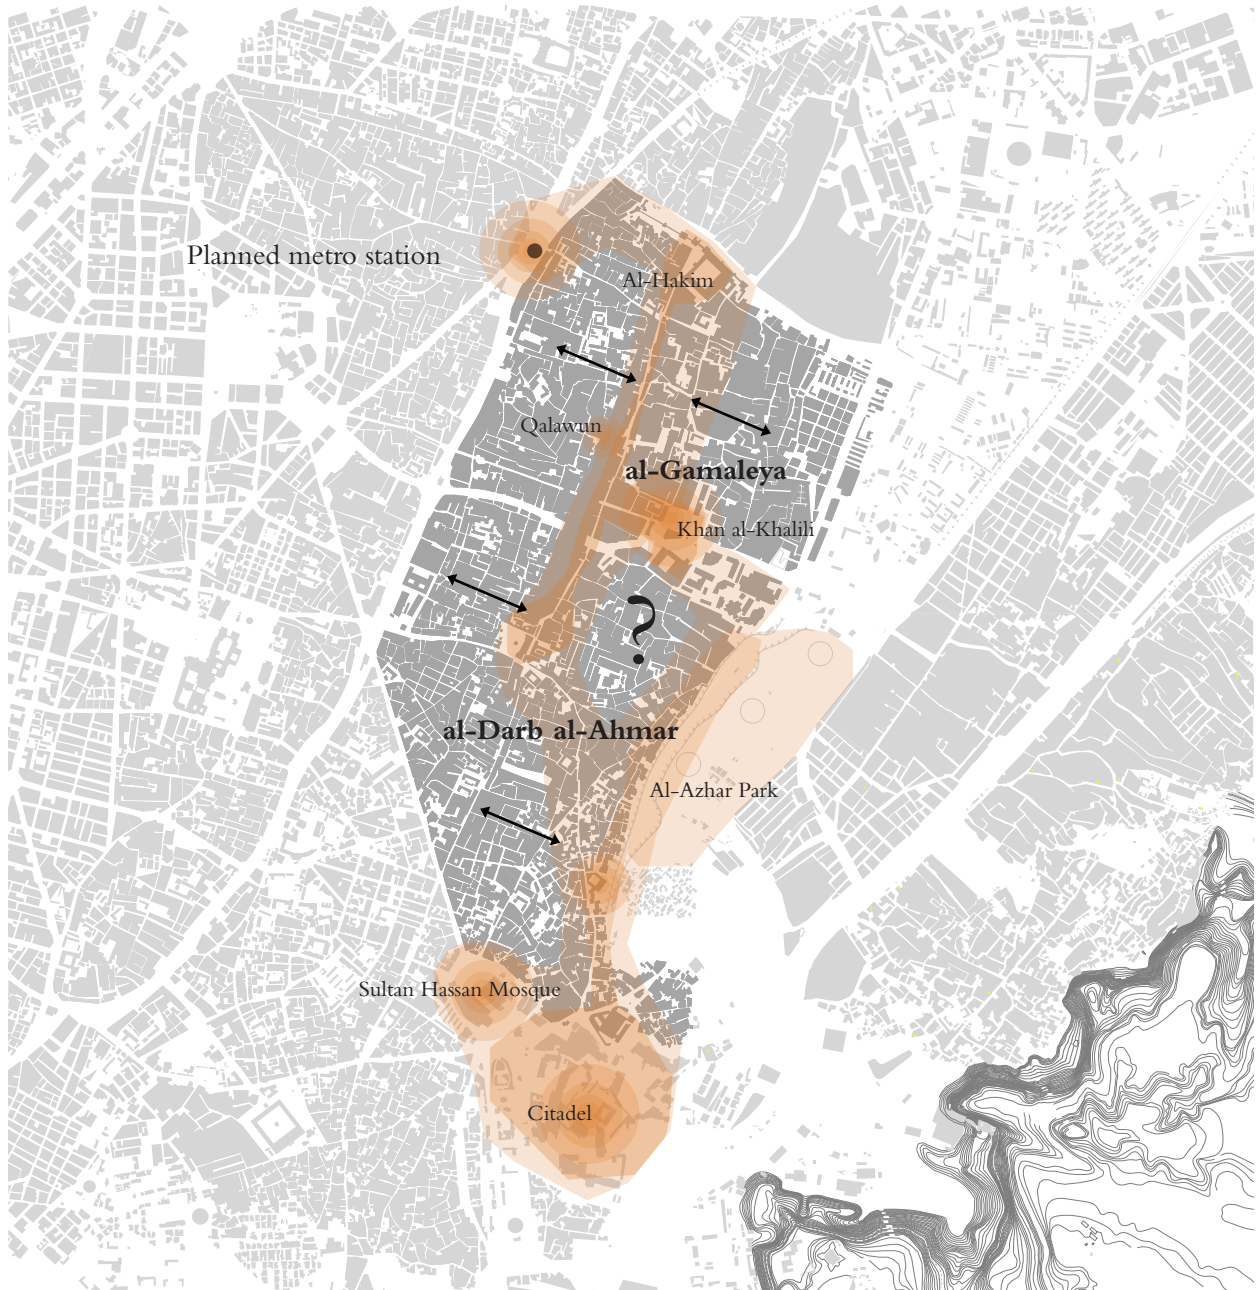 Planned metro station
Al-Hakim
Qalawun
al-Gamaleya
Khan al-Khalili
?
al-Darb al-Ahmar
Al-Azhar Park
Sultan Hassan Mosque
Citadel